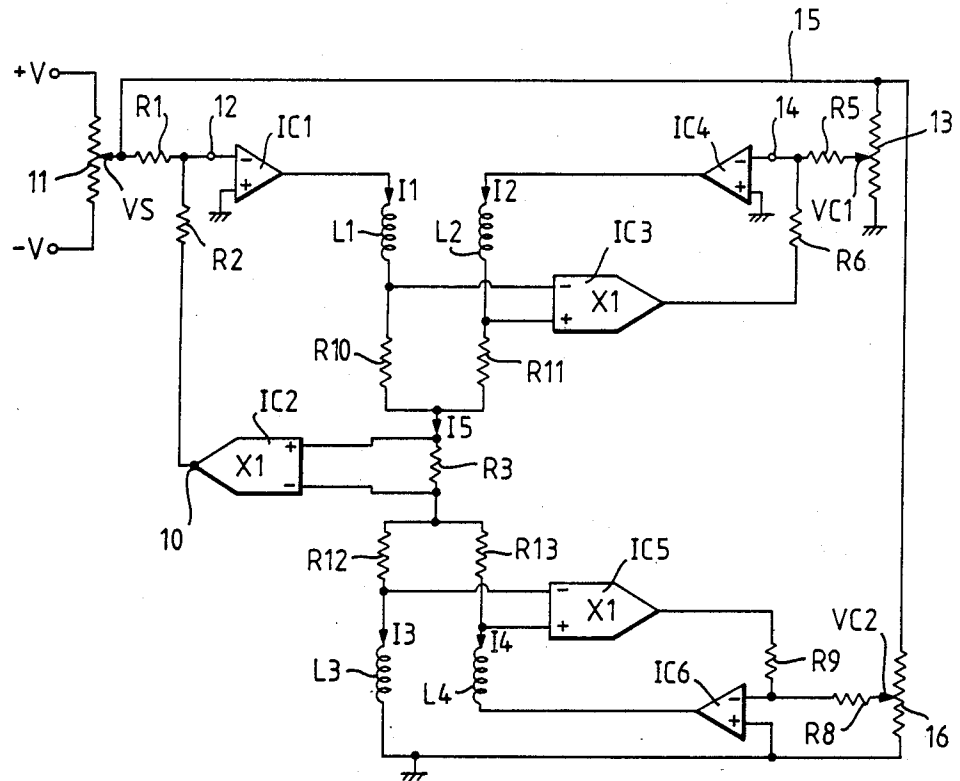 15
+V
R1
12
IC1
IC4
14
R5
13
11
VS
VC1
I1
I2
-V
R2
L1
L2
IC3
R6
-
+
-
+
-
X1
+
R10
R11
IC2
I5
X1
+
-
R3
10
R12
R13
IC5
-
X1
+
VC2
I3
I4
R9
L3
L4
IC6
-
+
R8
16